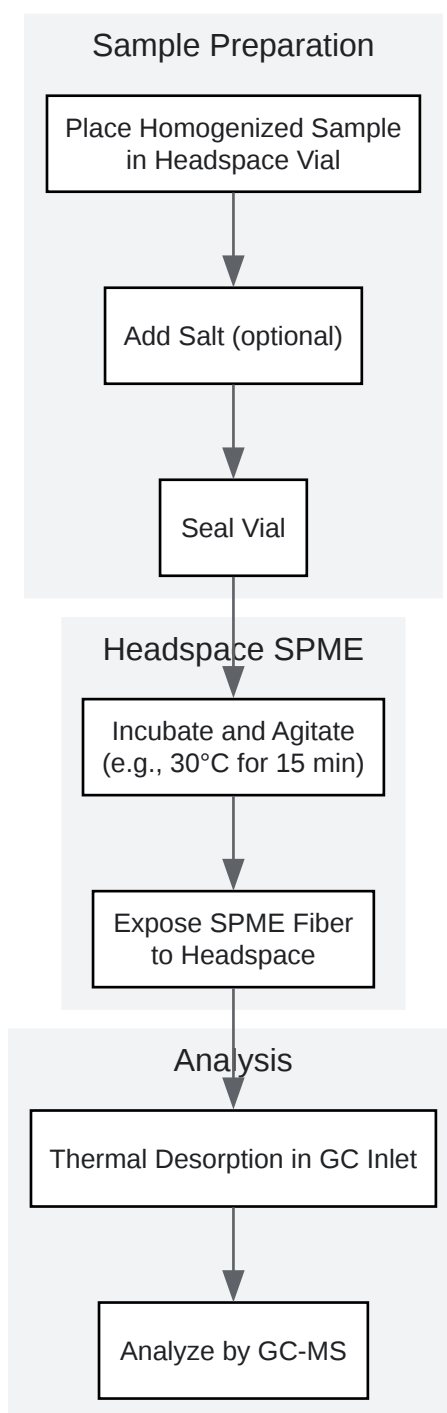 Sample Preparation
Place Homogenized Sample
in Headspace Vial
Add Salt (optional)
Seal Vial
Headspace SPME
Incubate and Agitate
(e.g., 30°C for 15 min)
Expose SPME Fiber
to Headspace
Analysis
Thermal Desorption in GC Inlet
Analyze by GC-MS